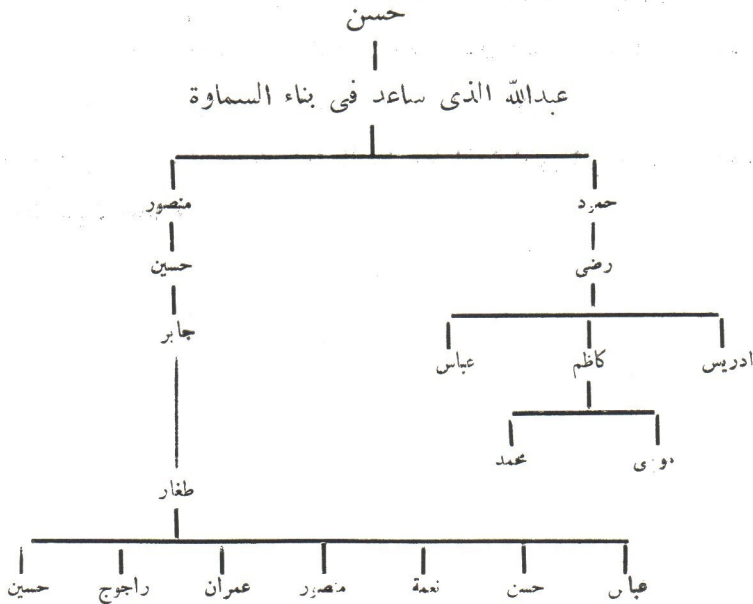 حسن
عبدالله الذى ساعد فى بناء السماوة
حمود منصور
رضى حسين
جابر
ادريس كاظم عباس
محمد
طغار
عباس حسن نعمة منصور عمران راجوج حسين